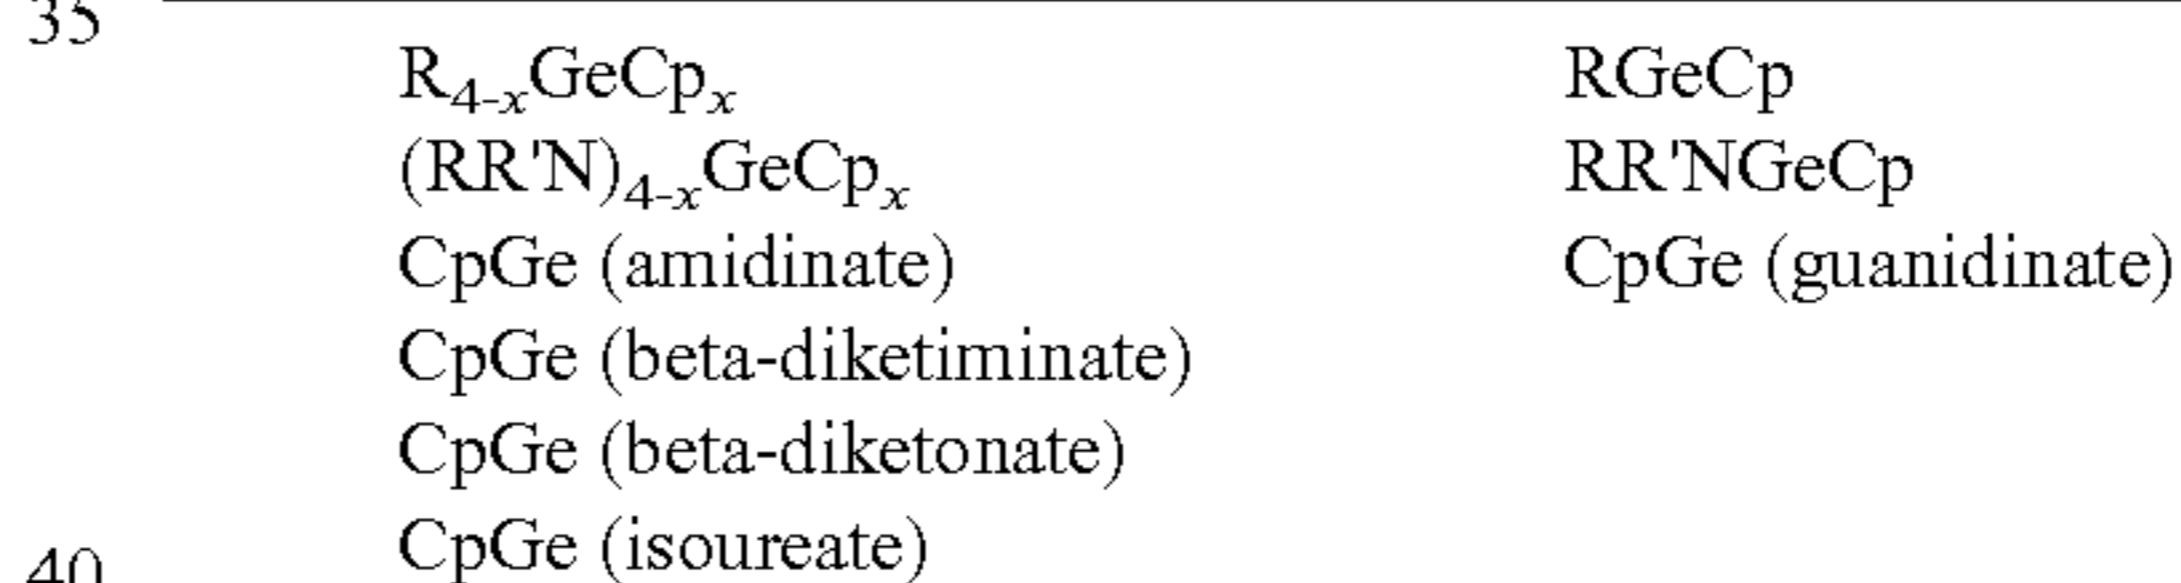 35
R4-xGeCpx RGeCp
(RR'N)4-xGeCpx RR'NGeCp
CpGe (amidinate) CpGe (guanidinate)
CpGe (beta-diketiminate)
CpGe (beta-diketonate)
CpGe (isoureate)
40